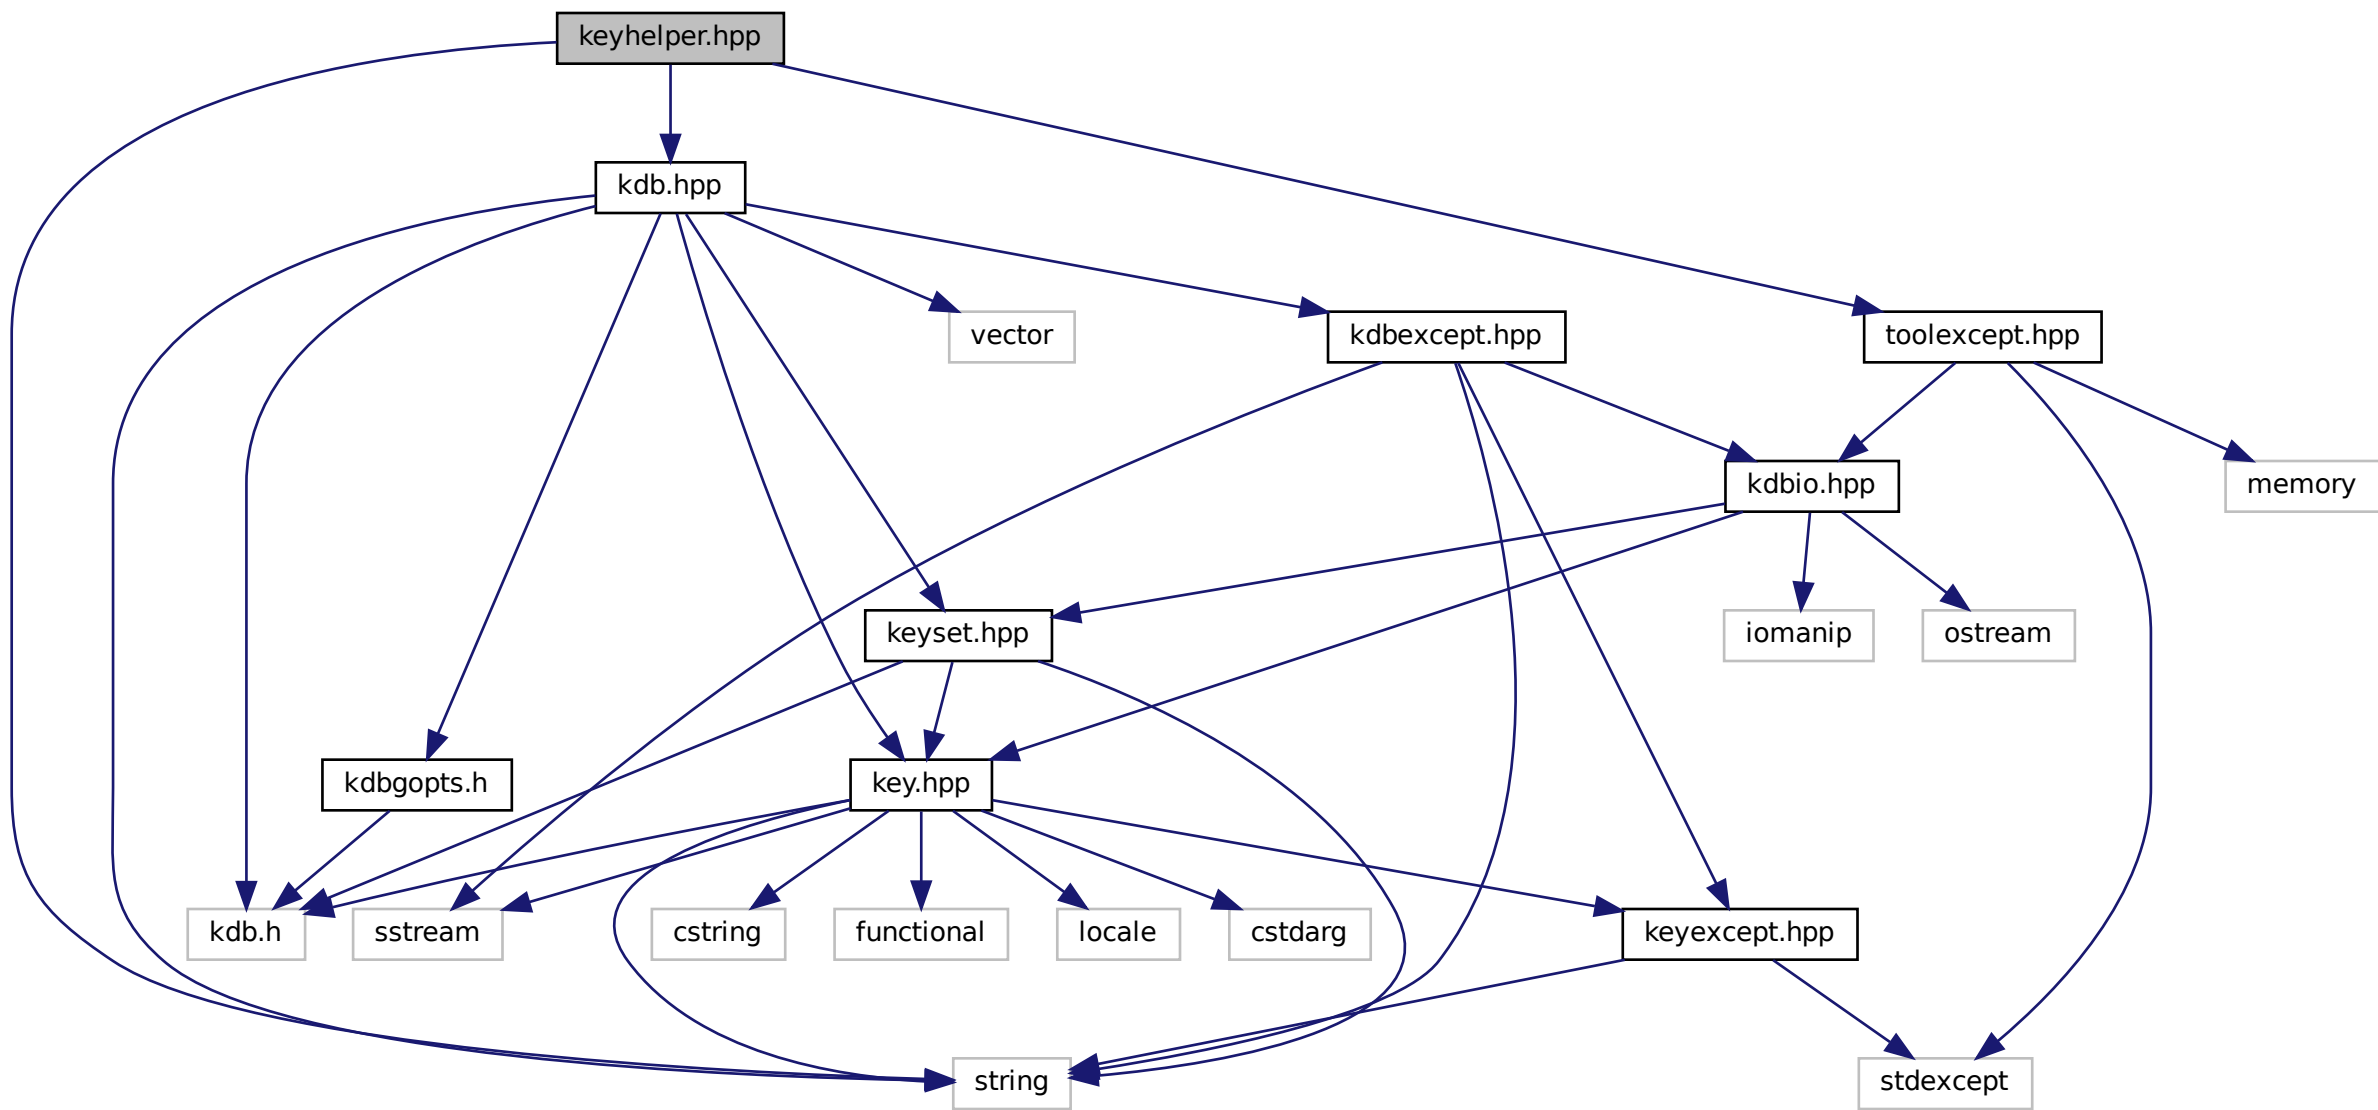 keyhelper.hpp
kdb.hpp
vector
kdbexcept.hpp
toolexcept.hpp
kdbio.hpp
memory
keyset.hpp
iomanip
ostream
kdbgopts.h
key.hpp
kdb.h
sstream
cstring
functional
locale
cstdarg
keyexcept.hpp
string
stdexcept